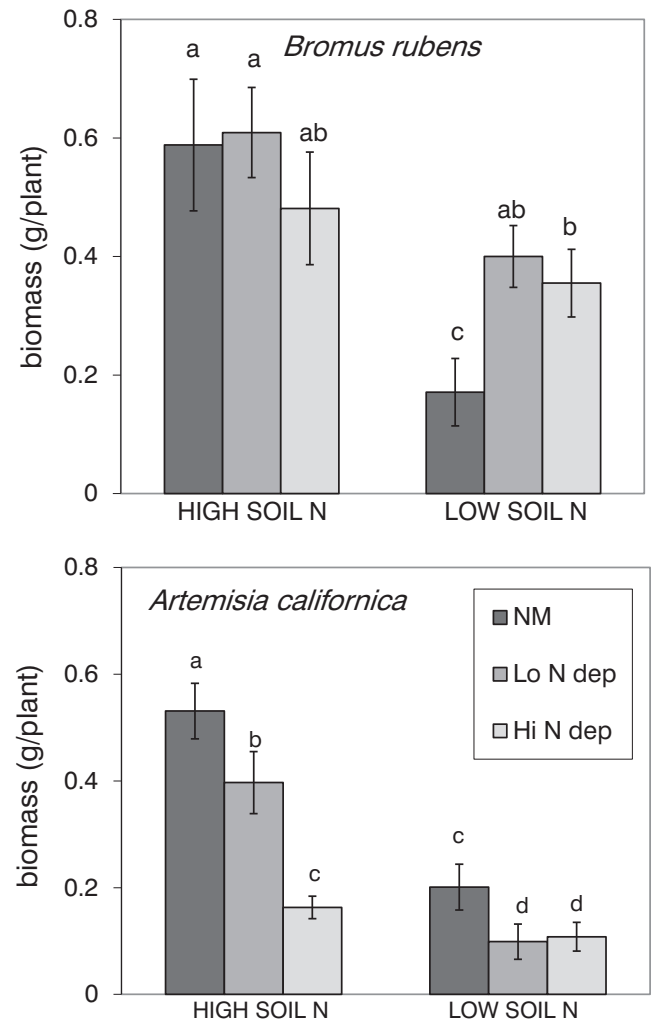 Bromus rubens
biomass (g/plant)
0.8
0.6
0.4
0.2
0
a
a
ab
c
ab
b
HIGH SOIL N
LOW SOIL N
Artemisia californica
biomass (g/plant)
0.8
0.6
0.4
0.2
0
NM
Lo N dep
Hi N dep
a
b
c
c
d
d
HIGH SOIL N
LOW SOIL N